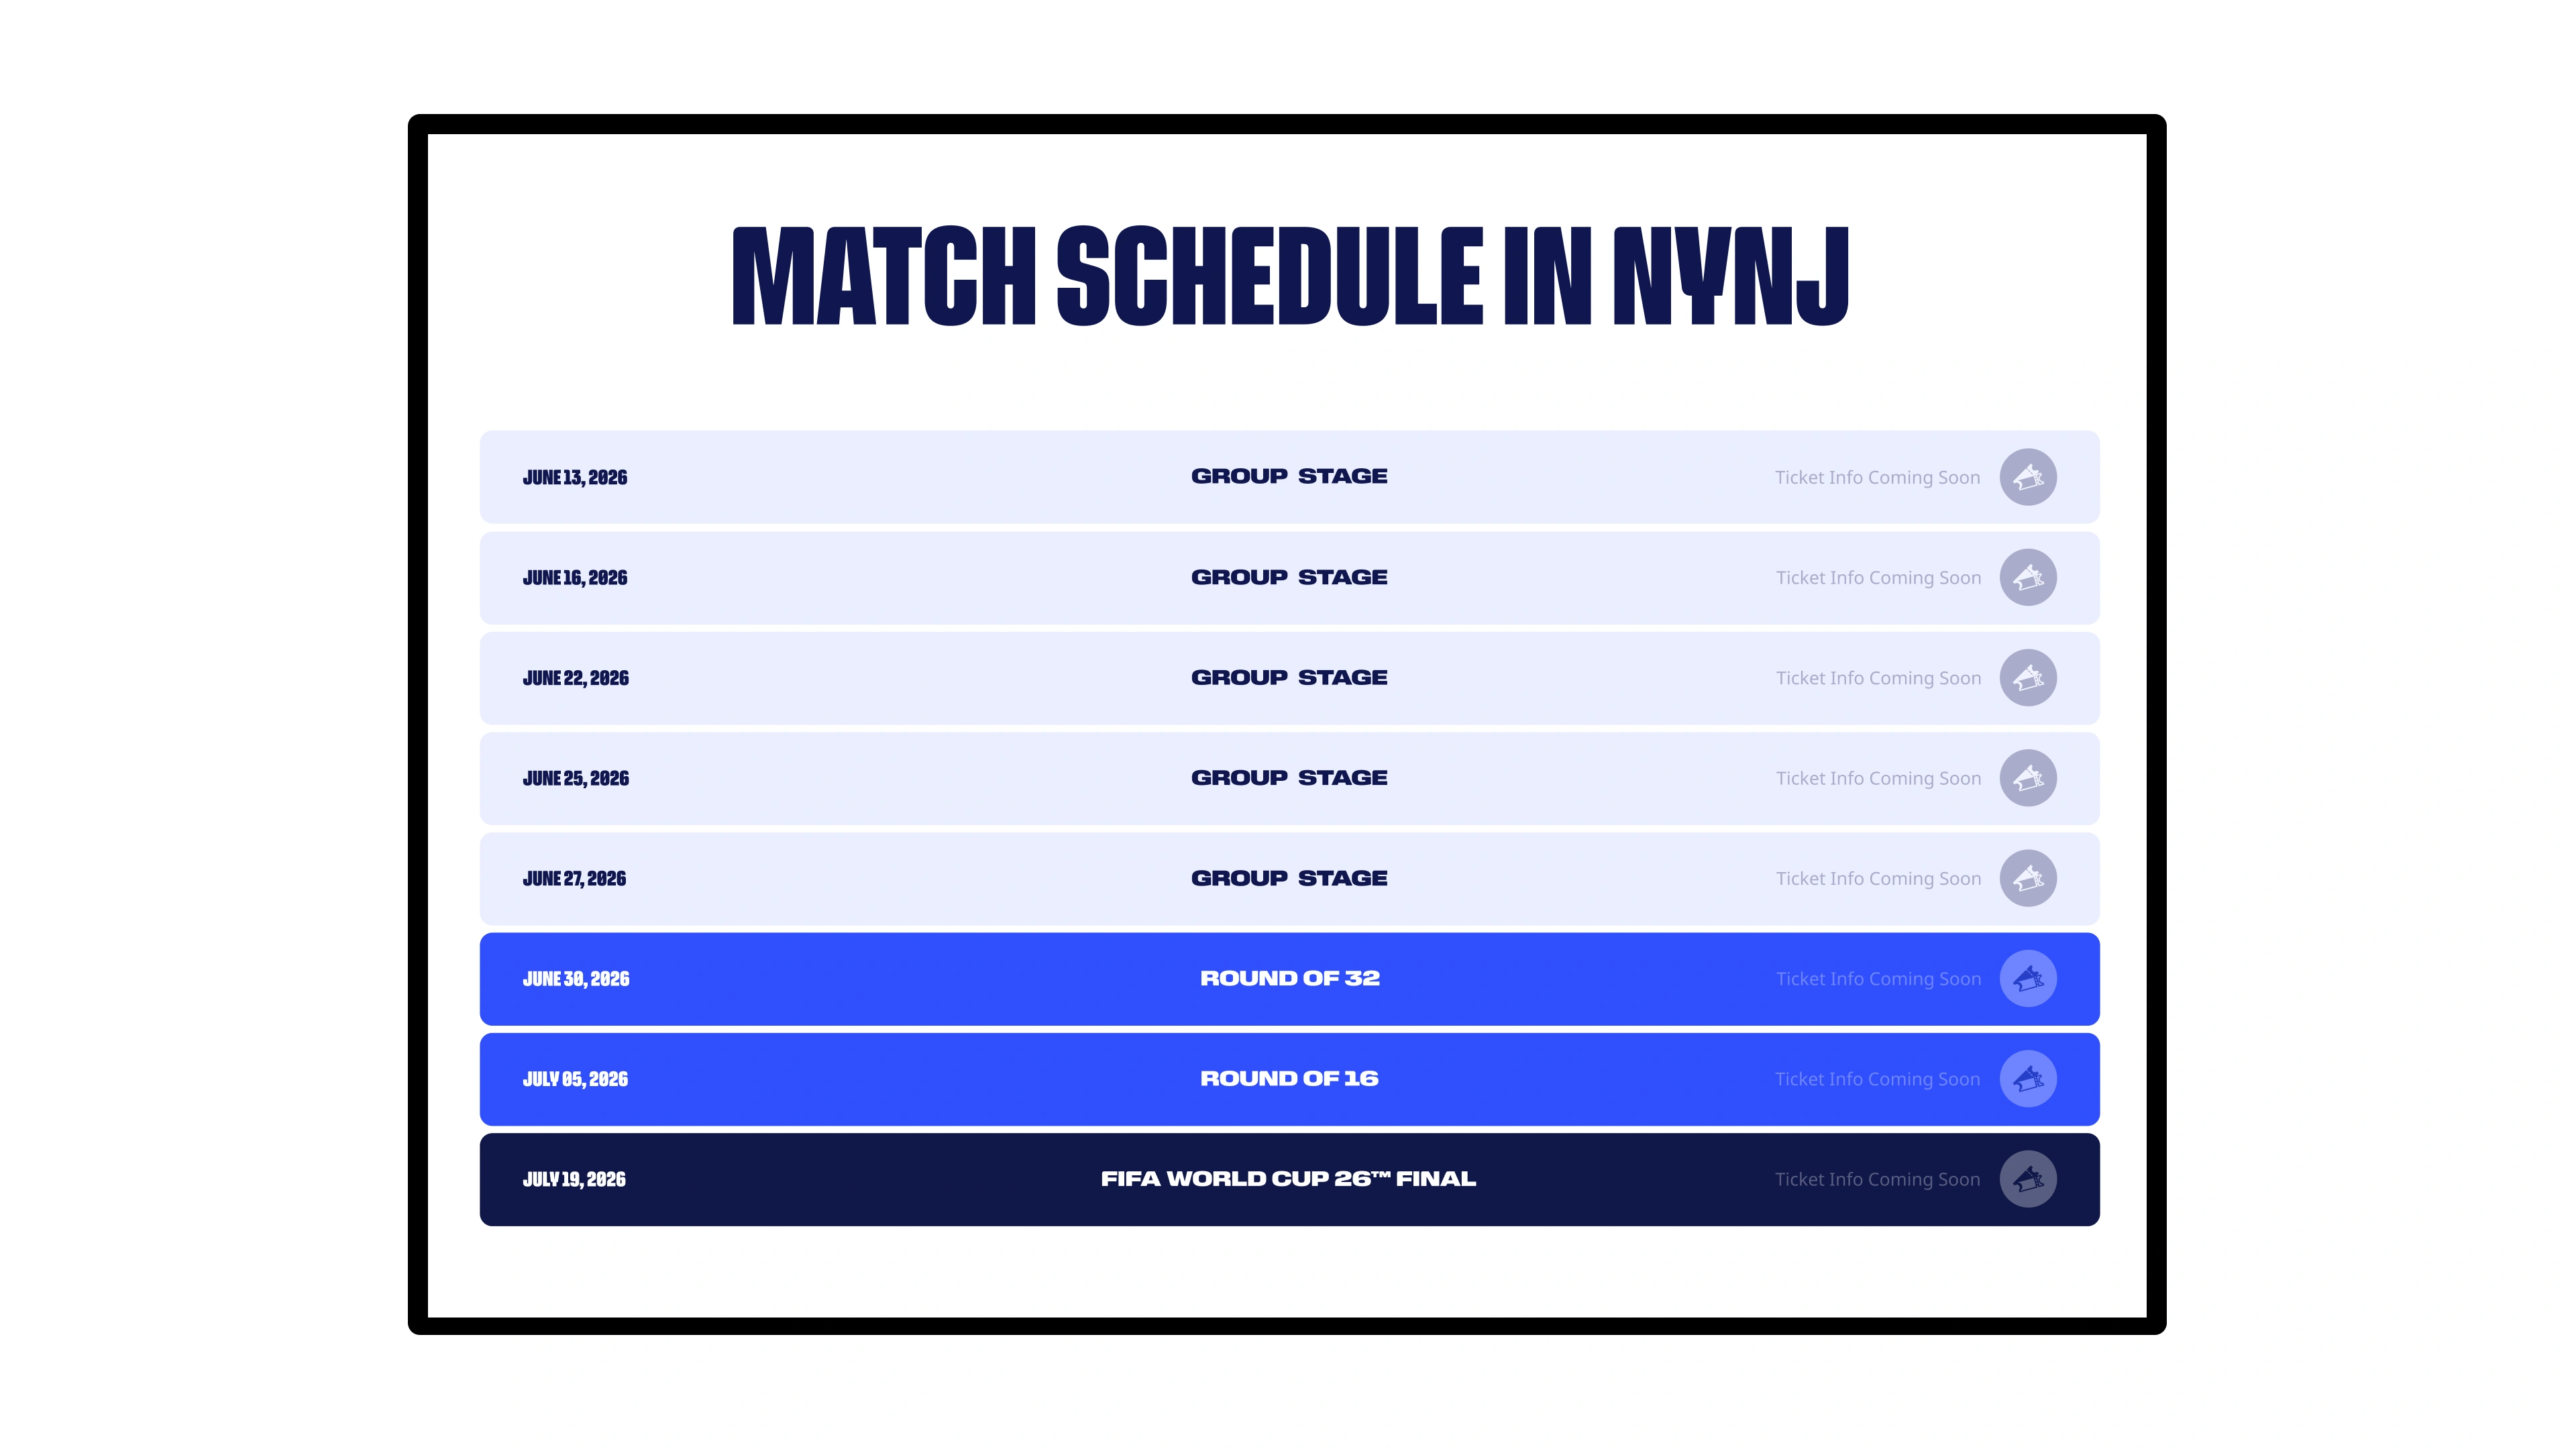 MATCH SCHEDULE IN NYNJ
JUNE 13, 2026 GROUP STAGE Ticket Info Coming Soon
JUNE 16, 2026 GROUP STAGE Ticket Info Coming Soon
JUNE 22, 2026 GROUP STAGE Ticket Info Coming Soon
JUNE 25, 2026 GROUP STAGE Ticket Info Coming Soon
JUNE 27, 2026 GROUP STAGE Ticket Info Coming Soon
JUNE 30, 2026 ROUND OF 32 Ticket Info Coming Soon
JULY 05, 2026 ROUND OF 16 Ticket Info Coming Soon
JULY 19, 2026 FIFA WORLD CUP 26™ FINAL Ticket Info Coming Soon